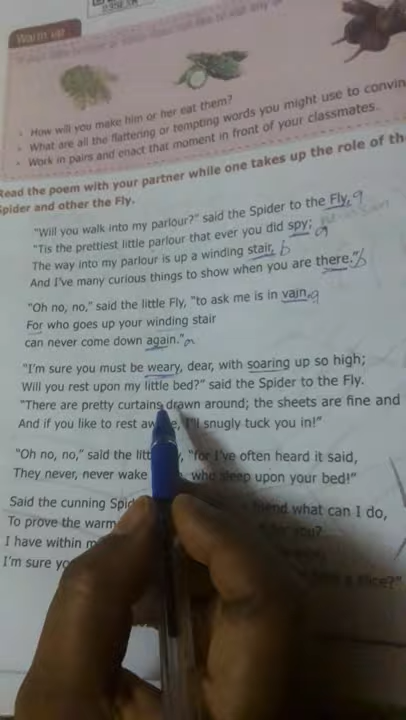 Warm up
How will you make him or her eat them?
What are all the flattering or tempting words you might use to convin
Work in pairs and enact that moment in front of your classmates.
Read the poem with your partner while one takes up the role of th
Spider and other the Fly.
"Will you walk into my parlour?" said the Spider to the Fly, a
"Tis the prettiest little parlour that ever you did spy; a
The way into my parlour is up a winding stair, b
And I've many curious things to show when you are there." b
"Oh no, no," said the little Fly, "to ask me is in vain, a
For who goes up your winding stair
can never come down again." a
"I'm sure you must be weary, dear, with soaring up so high;
Will you rest upon my little bed?" said the Spider to the Fly.
"There are pretty curtains drawn around; the sheets are fine and
And if you like to rest I'll snugly tuck you in!"
"Oh no, no," said the "for I've often heard it said,
They never, never wake who sleep upon your bed!"
Said the cunning friend what can I do,
To prove the warm you?
I have within
I'm sure slice?"